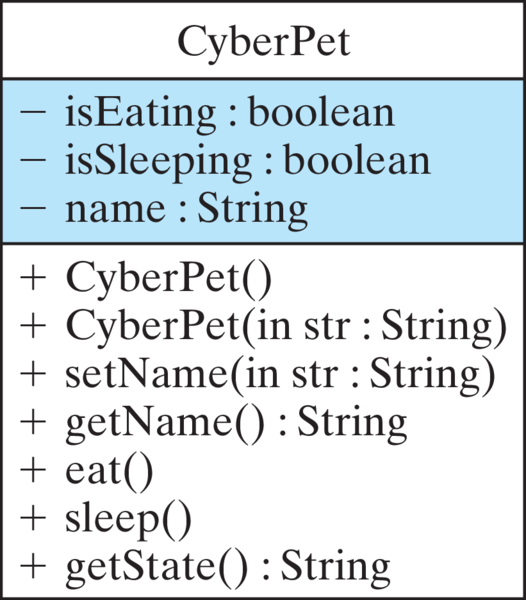 CyberPet
− isEating : boolean
− isSleeping : boolean
− name : String
+ CyberPet()
+ CyberPet(in str : String)
+ setName(in str : String)
+ getName() : String
+ eat()
+ sleep()
+ getState() : String